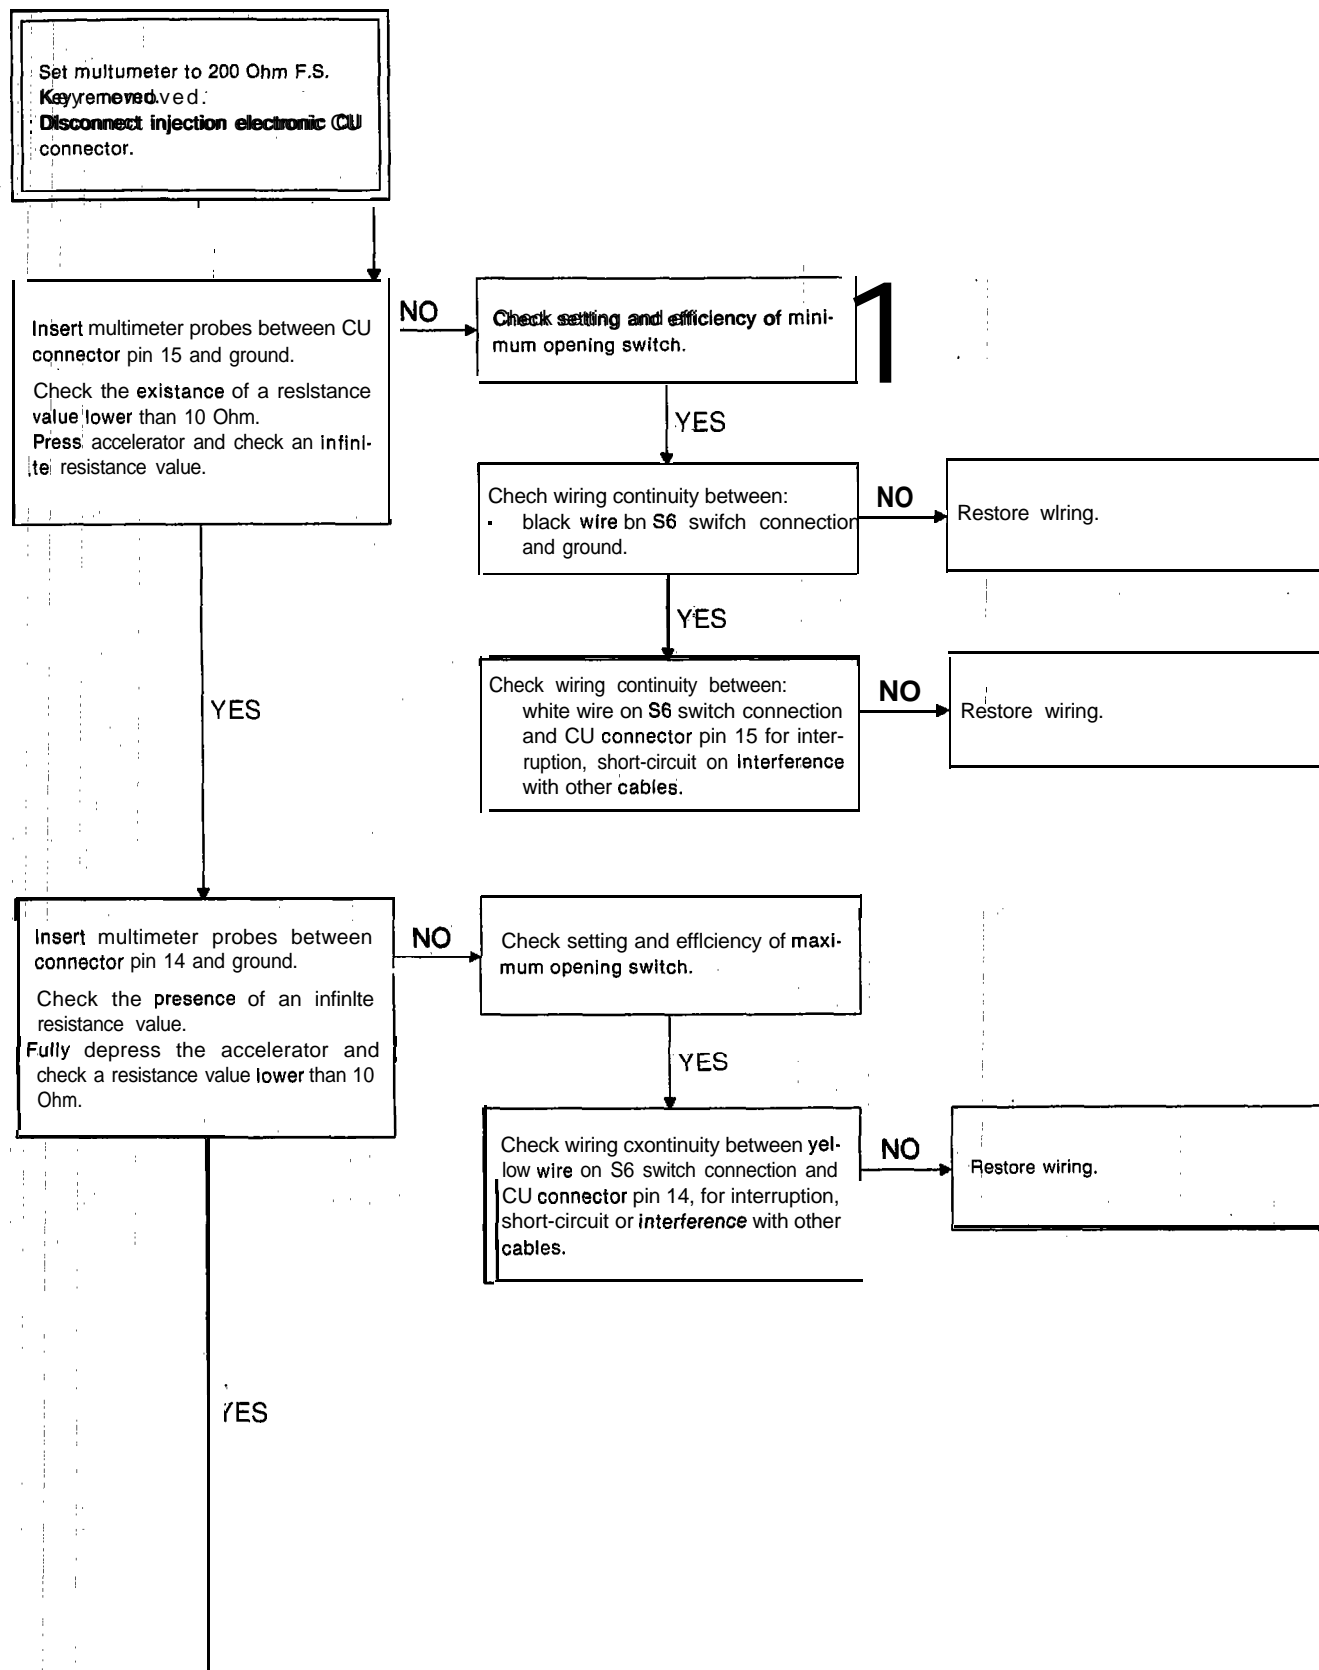 Set multumeter to 200 Ohm F.S.
Key removed.
Disconnect injection electronic CU
connector.
Insert multimeter probes between CU
connector pin 15 and ground.
Check the existance of a resistance
value lower than 10 Ohm.
Press accelerator and check an infini-
te resistance value.
NO
Check setting and efficiency of mini-
mum opening switch.
1
YES
Chech wiring continuity between:
· black wire bn S6 swifch connection
and ground.
NO
Restore wlring.
YES
Check wiring continuity between:
white wire on S6 switch connection
and CU connector pin 15 for inter-
ruption, short-circuit on interference
with other cables.
NO
Restore wiring.
YES
Insert multimeter probes between
connector pin 14 and ground.
Check the presence of an infinlte
resistance value.
Fully depress the accelerator and
check a resistance value lower than 10
Ohm.
NO
Check setting and efflciency of maxi-
mum opening switch.
YES
Check wiring cxontinuity between yel-
low wire on S6 switch connection and
CU connector pin 14, for interruption,
short-circuit or interference with other
cables.
NO
Restore wiring.
YES